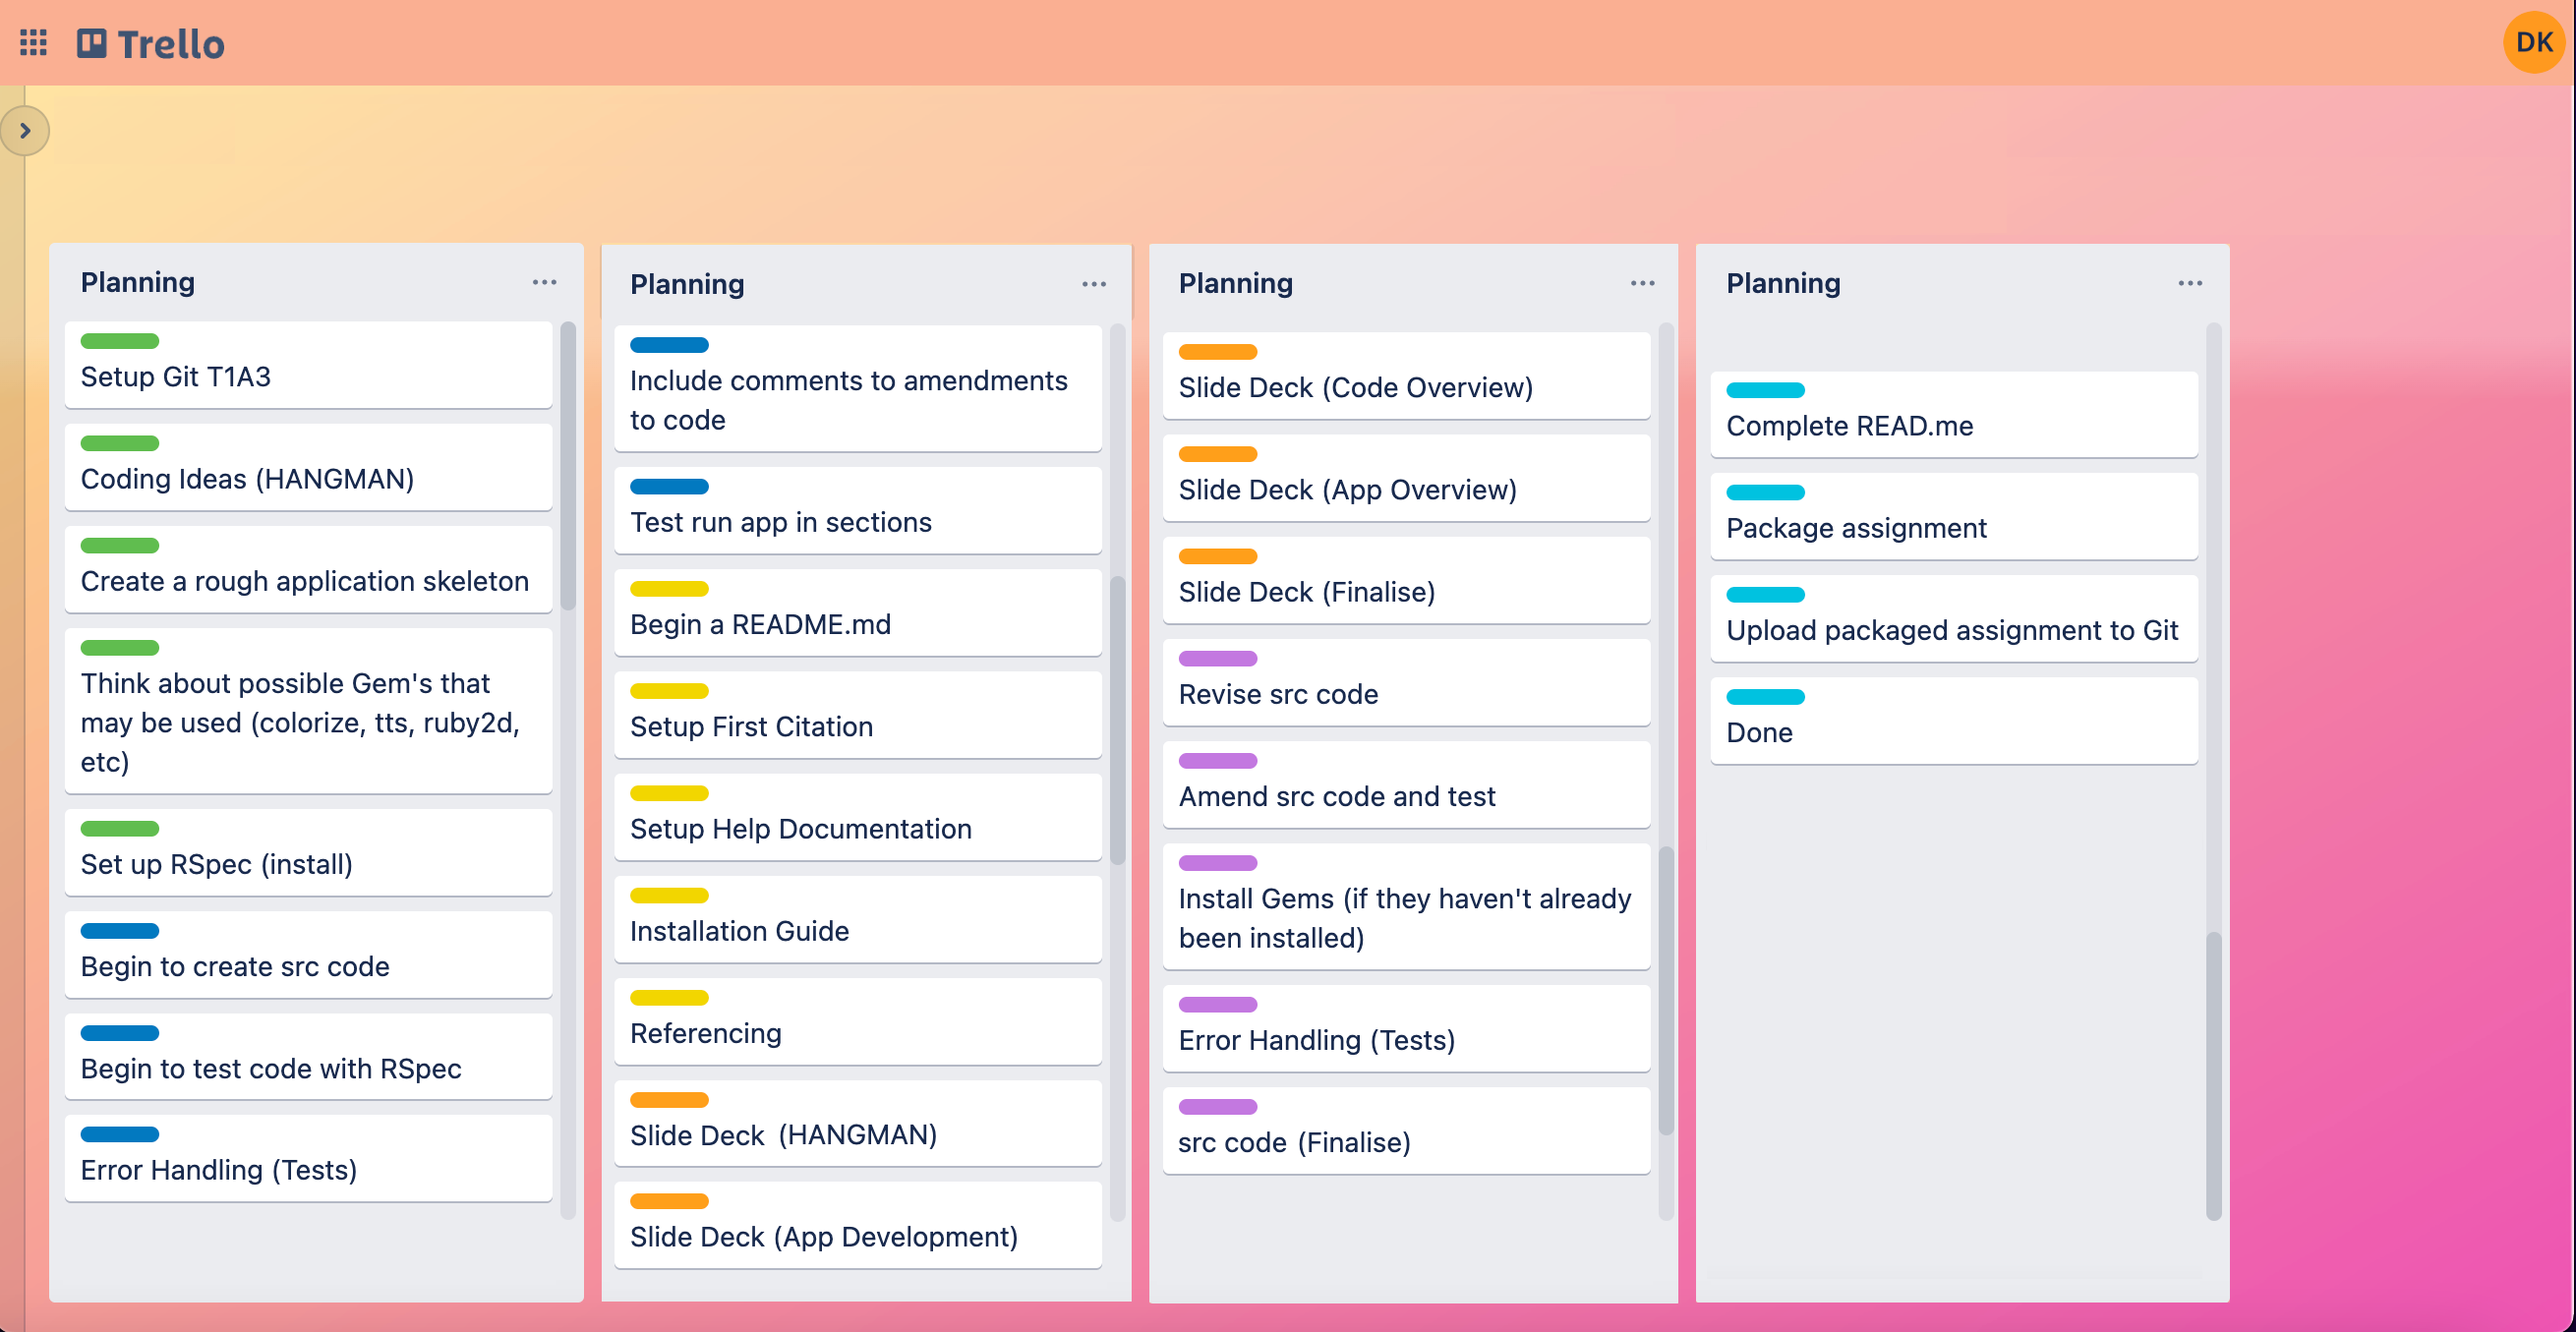 Trello
DK
Planning
Setup Git T1A3
Coding Ideas (HANGMAN)
Create a rough application skeleton
Think about possible Gem's that
may be used (colorize, tts, ruby2d,
etc)
Set up RSpec (install)
Begin to create src code
Begin to test code with RSpec
Error Handling (Tests)
Planning
Include comments to amendments
to code
Test run app in sections
Begin a README.md
Setup First Citation
Setup Help Documentation
Installation Guide
Referencing
Slide Deck (HANGMAN)
Slide Deck (App Development)
Planning
Slide Deck (Code Overview)
Slide Deck (App Overview)
Slide Deck (Finalise)
Revise src code
Amend src code and test
Install Gems (if they haven't already
been installed)
Error Handling (Tests)
src code (Finalise)
Planning
Complete READ.me
Package assignment
Upload packaged assignment to Git
Done